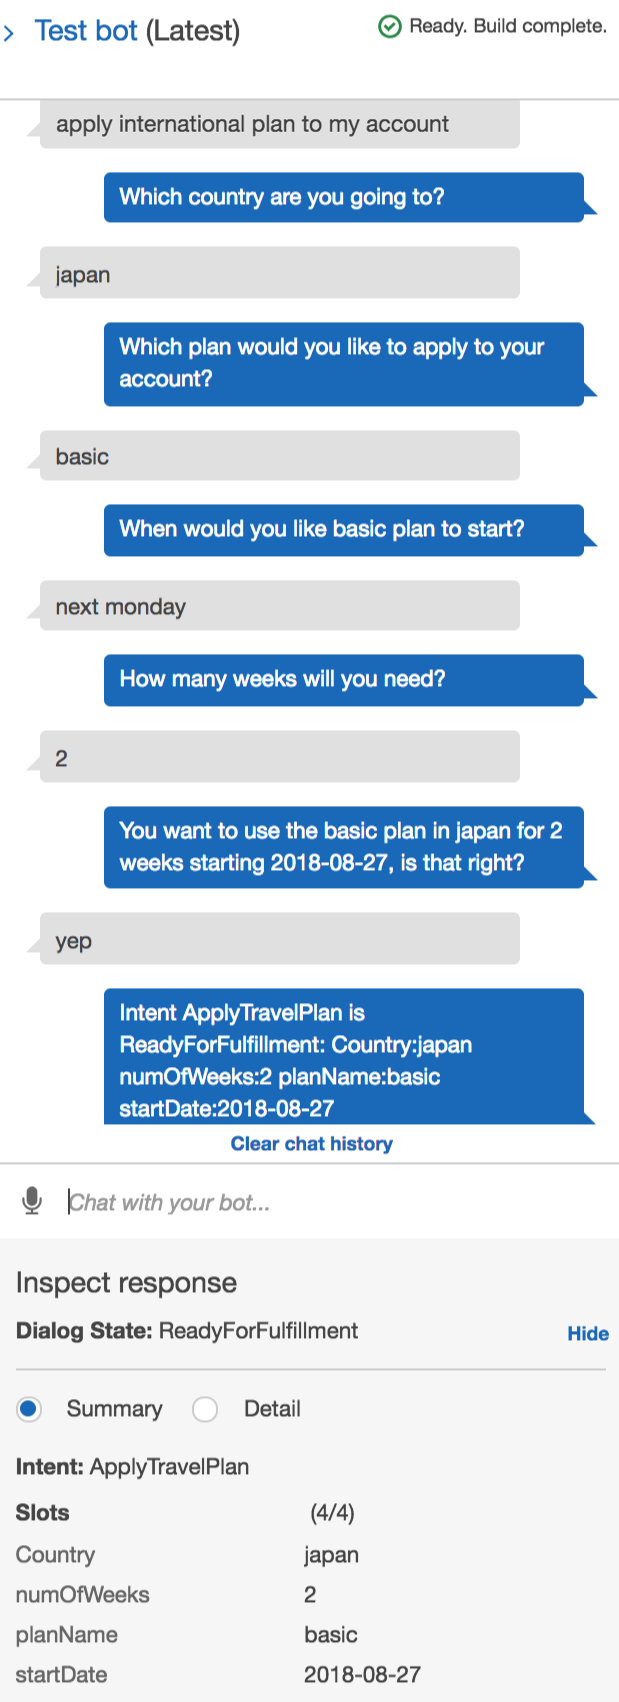 Test bot (Latest)
Ready. Build complete.
apply international plan to my account
Which country are you going to?
japan
Which plan would you like to apply to your
account?
basic
When would you like basic plan to start?
next monday
How many weeks will you need?
2
You want to use the basic plan in japan for 2
weeks starting 2018-08-27, is that right?
yep
Intent ApplyTravelPlan is
ReadyForFulfillment: Country:japan
numOfWeeks:2 planName:basic
startDate:2018-08-27
Clear chat history
Chat with your bot...
Inspect response
Dialog State: ReadyForFulfillment
Hide
Summary Detail
Intent: ApplyTravelPlan
Slots (4/4)
Country japan
numOfWeeks 2
planName basic
startDate 2018-08-27